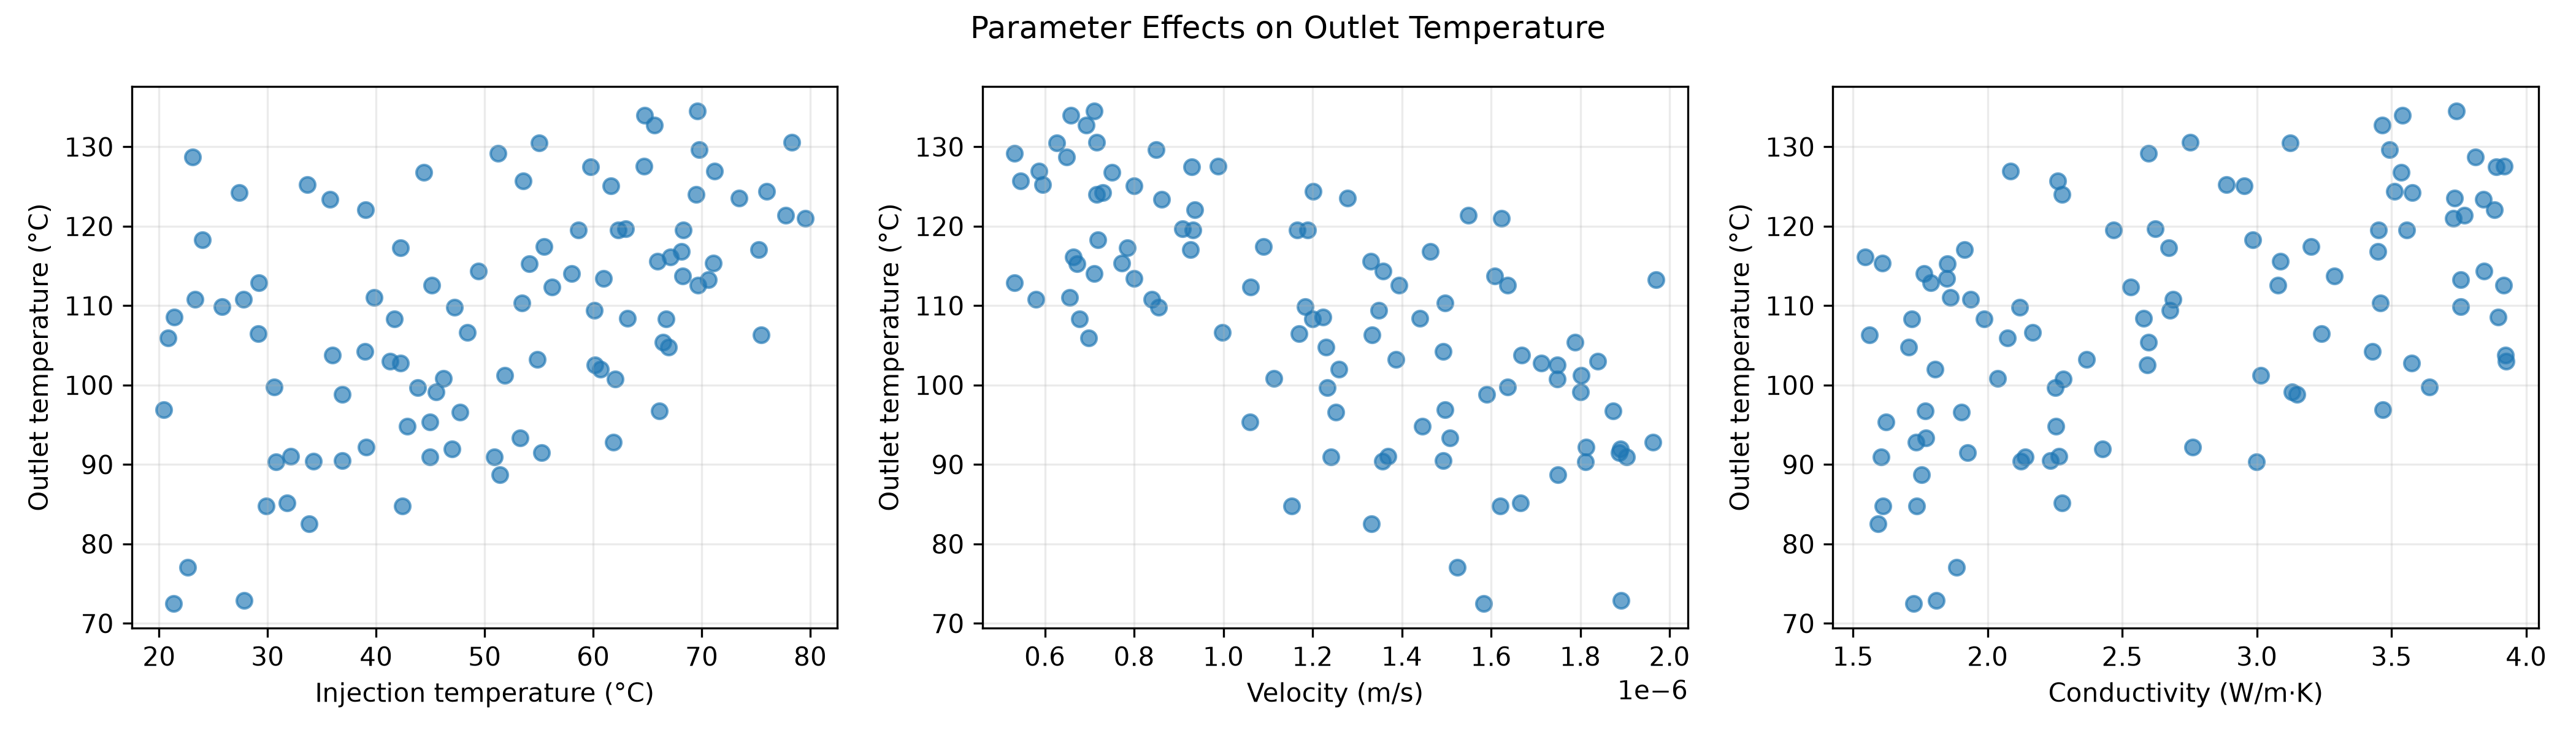 Parameter Effects on Outlet Temperature
Outlet temperature (°C)
130
120
110
100
90
80
70
20 30 40 50 60 70 80
Injection temperature (°C)
Outlet temperature (°C)
130
120
110
100
90
80
70
0.6 0.8 1.0 1.2 1.4 1.6 1.8 2.0
1e−6
Velocity (m/s)
Outlet temperature (°C)
130
120
110
100
90
80
70
1.5 2.0 2.5 3.0 3.5 4.0
Conductivity (W/m·K)